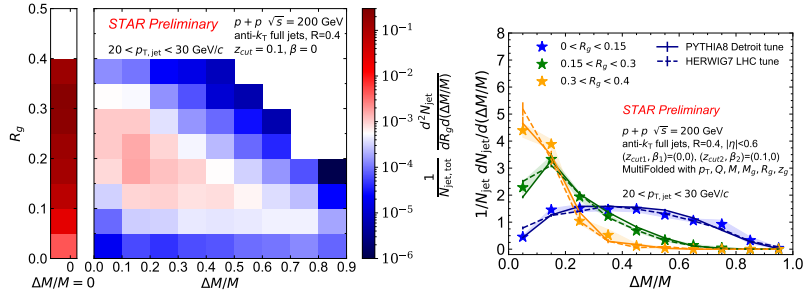 STAR Preliminary
p + p √s = 200 GeV
anti-k_T full jets, R=0.4
20 < p_T, jet < 30 GeV/c
z_cut = 0.1, β = 0
R_g
0.5
0.4
0.3
0.2
0.1
0.0
0
ΔM/M = 0
0.0 0.1 0.2 0.3 0.4 0.5 0.6 0.7 0.8 0.9
ΔM/M
10⁻¹
10⁻²
10⁻³
10⁻⁴
10⁻⁵
10⁻⁶
1/N_jet, tot d²N_jet/dR_g d(ΔM/M)
1/N_jet dN_jet/d(ΔM/M)
8
7
6
5
4
3
2
1
0
0 < R_g < 0.15
0.15 < R_g < 0.3
0.3 < R_g < 0.4
PYTHIA8 Detroit tune
HERWIG7 LHC tune
STAR Preliminary
p + p √s = 200 GeV
anti-k_T full jets, R=0.4, |η|<0.6
(z_cut1, β_1)=(0,0), (z_cut2, β_2)=(0.1,0)
MultiFolded with p_T, Q, M, M_g, R_g, z_g
20 < p_T, jet < 30 GeV/c
0.0 0.2 0.4 0.6 0.8 1.0
ΔM/M